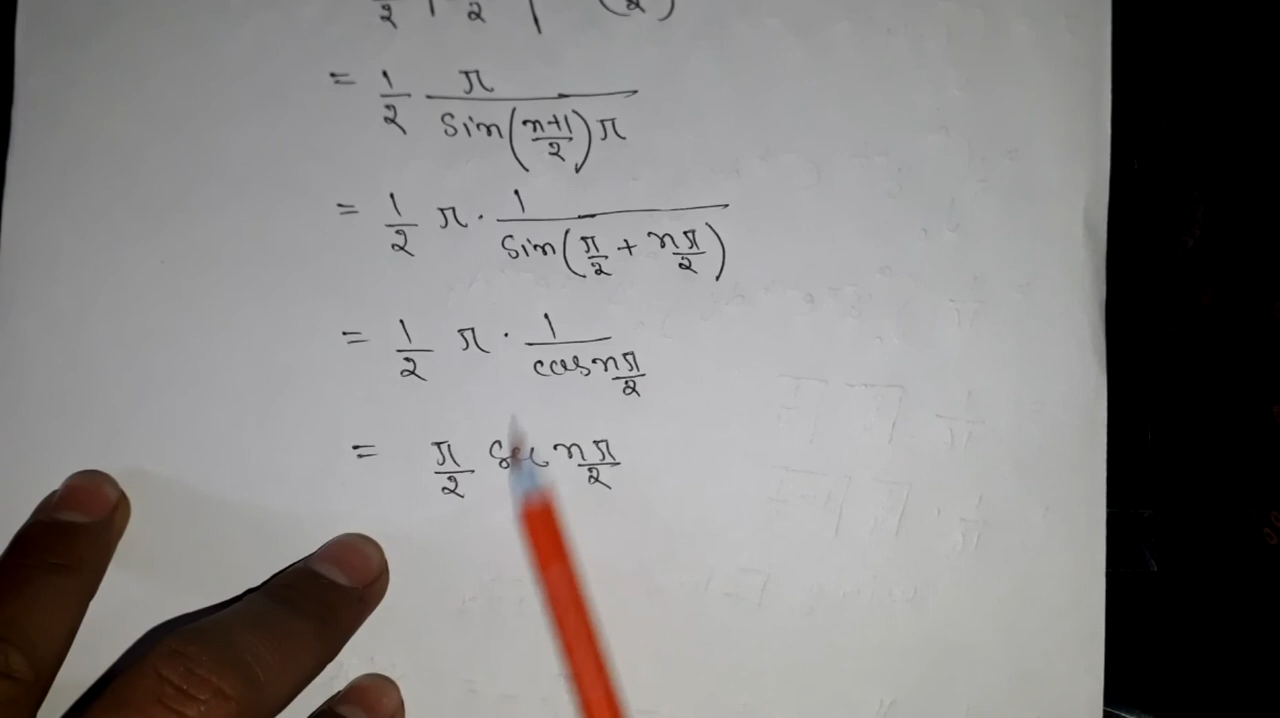 = 1/2 π/sin(n+1/2)π
= 1/2 π · 1/sin(π/2 + nπ/2)
= 1/2 π · 1/cos nπ/2
= π/2 sec nπ/2